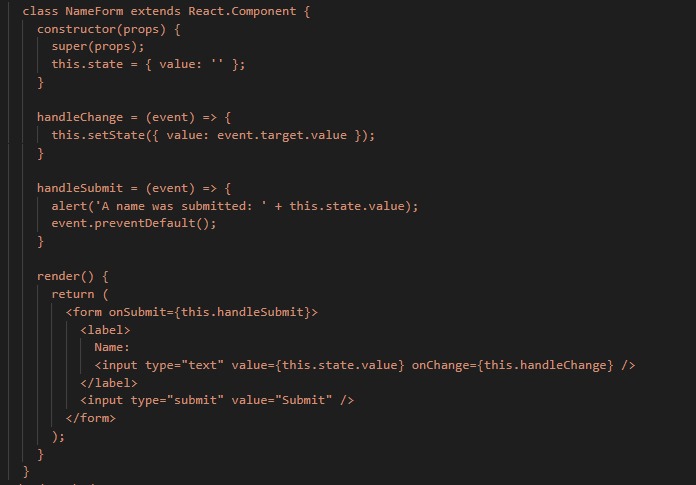 class NameForm extends React.Component {
constructor(props) {
super(props);
this.state = { value: '' };
}
handleChange = (event) => {
this.setState({ value: event.target.value });
}
handleSubmit = (event) => {
alert('A name was submitted: ' + this.state.value);
event.preventDefault();
}
render() {
return (
<form onSubmit={this.handleSubmit}>
<label>
Name:
<input type="text" value={this.state.value} onChange={this.handleChange} />
</label>
<input type="submit" value="Submit" />
</form>
);
}
}